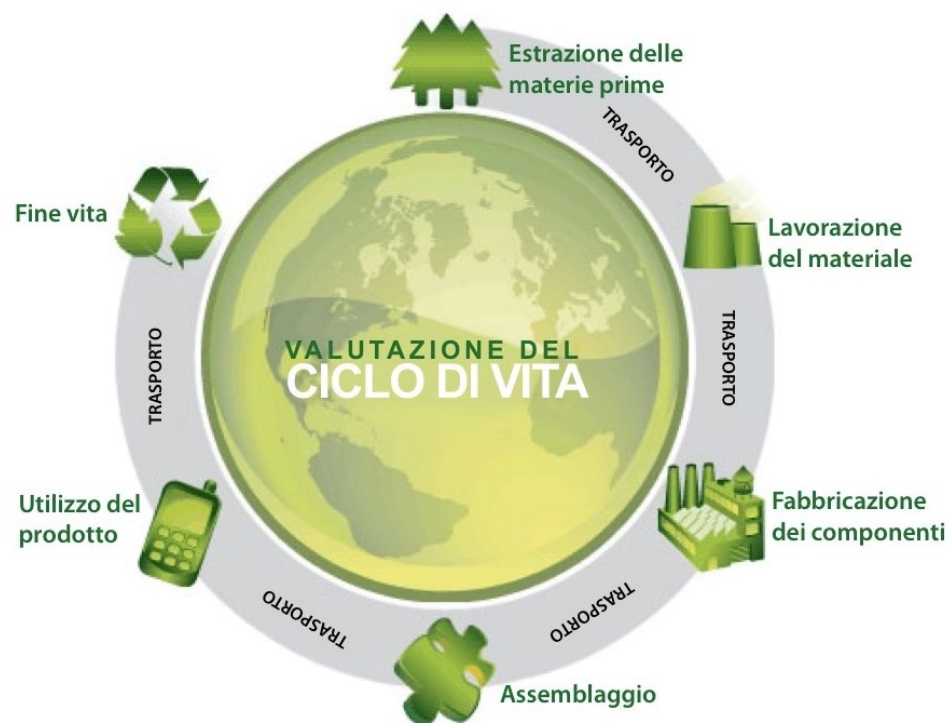 Estrazione delle
materie prime
TRASPORTO
Lavorazione
del materiale
TRASPORTO
Fabbricazione
dei componenti
TRASPORTO
Assemblaggio
TRASPORTO
Utilizzo del
prodotto
TRASPORTO
Fine vita
VALUTAZIONE DEL
CICLO DI VITA